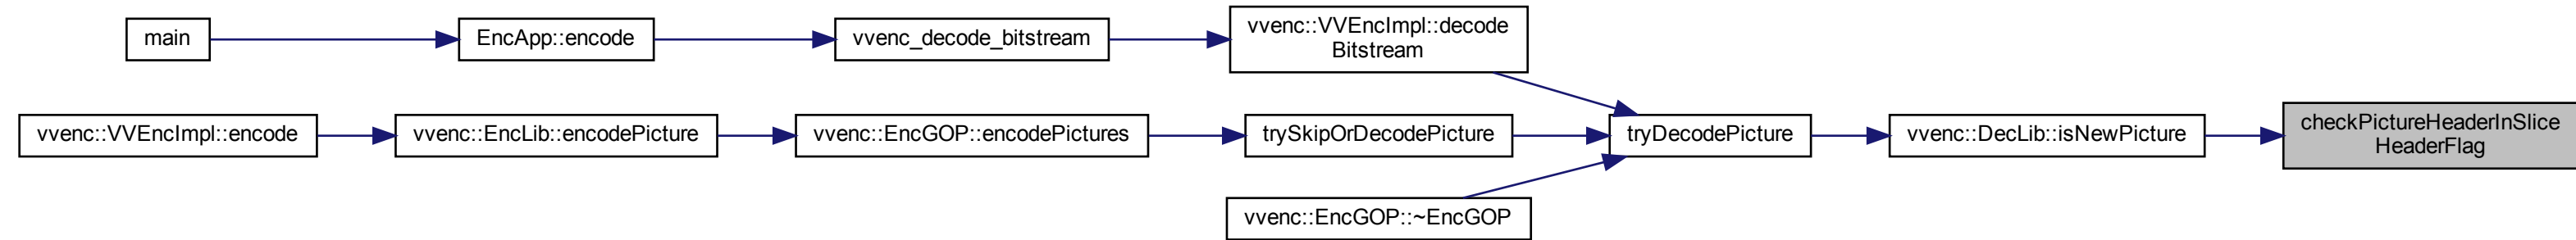 main
EncApp::encode
vvenc_decode_bitstream
vvenc::VVEncImpl::decode
Bitstream
vvenc::VVEncImpl::encode
vvenc::EncLib::encodePicture
vvenc::EncGOP::encodePictures
trySkipOrDecodePicture
tryDecodePicture
vvenc::DecLib::isNewPicture
checkPictureHeaderInSlice
HeaderFlag
vvenc::EncGOP::~EncGOP